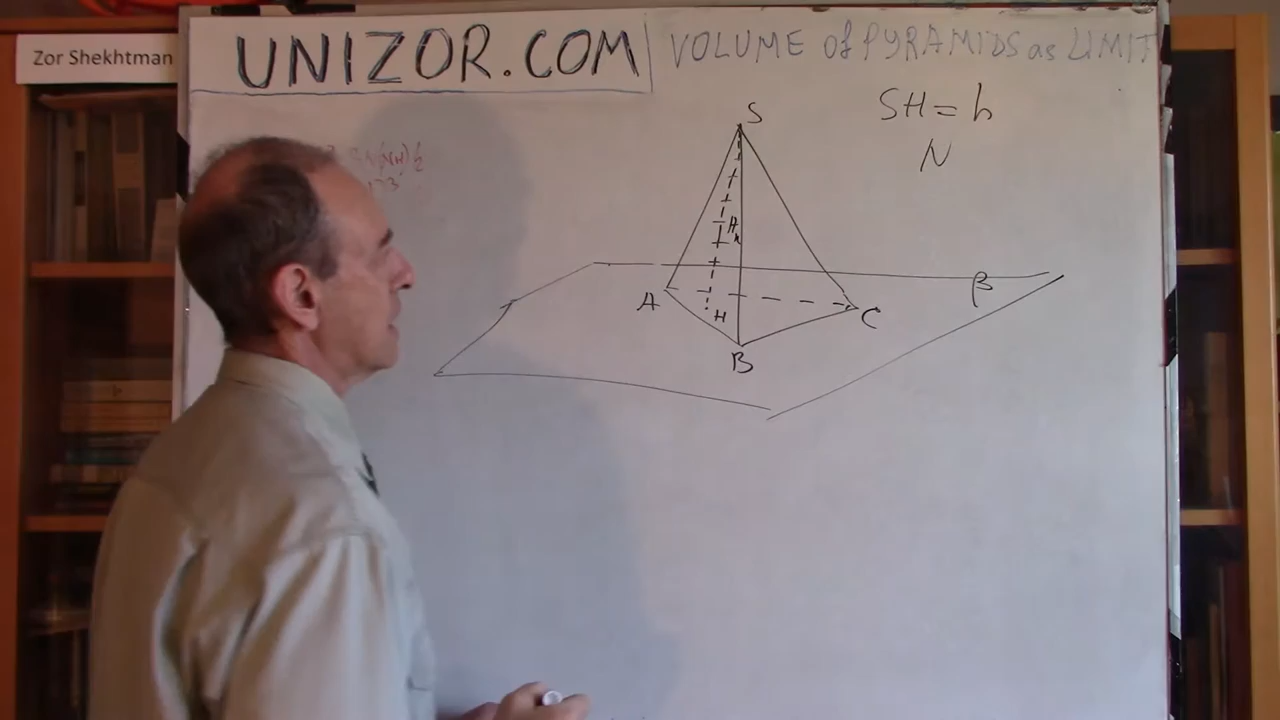 Zor Shekhtman
UNIZOR.COM
VOLUME of PYRAMIDS as LIMIT
SH = h
N
S
A
H
B
C
β